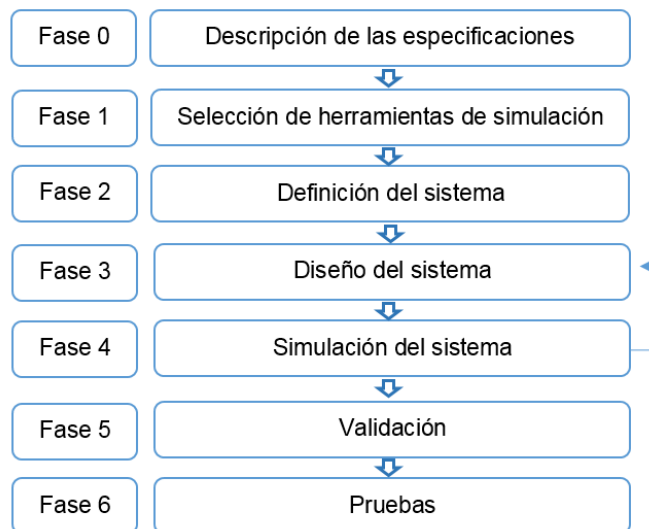 Fase 0
Descripción de las especificaciones
Fase 1
Selección de herramientas de simulación
Fase 2
Definición del sistema
Fase 3
Diseño del sistema
Fase 4
Simulación del sistema
Fase 5
Validación
Fase 6
Pruebas